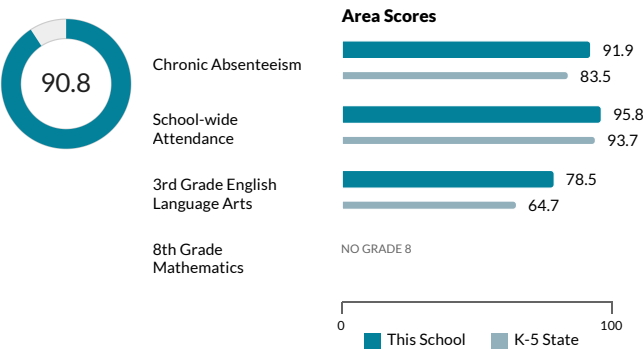 Area Scores
90.8
Chronic Absenteeism
91.9
83.5
School-wide
Attendance
95.8
93.7
3rd Grade English
Language Arts
78.5
64.7
8th Grade
Mathematics
NO GRADE 8
0
100
This School
K-5 State